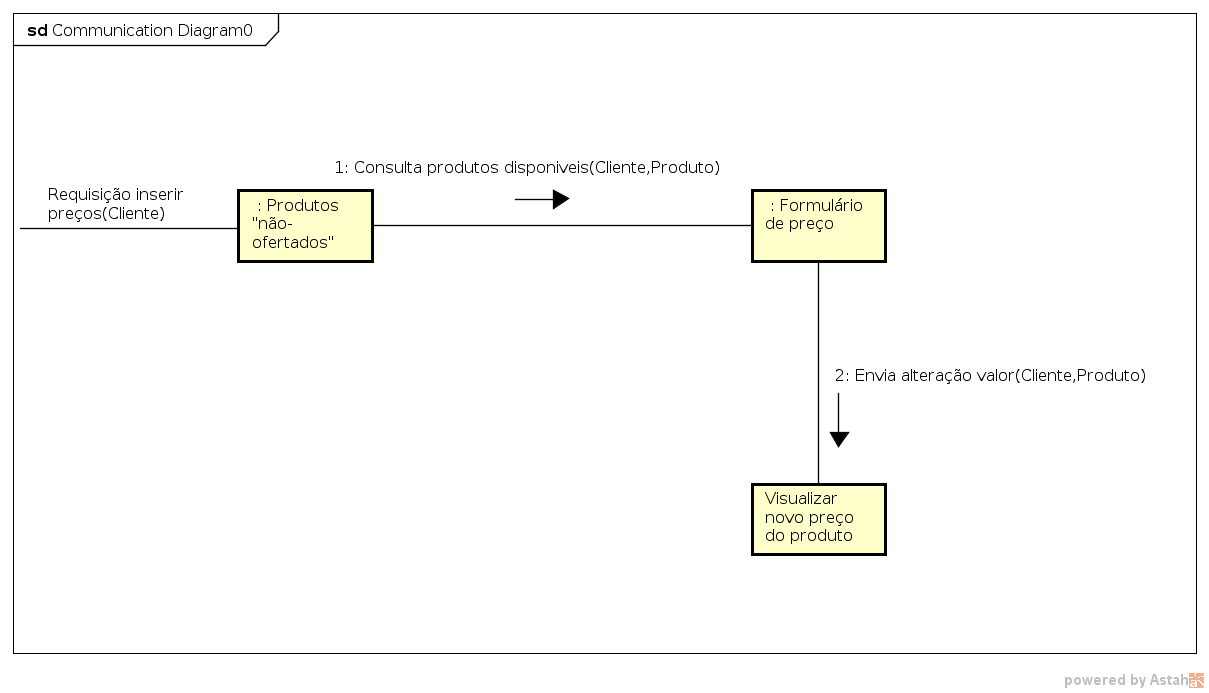 sd Communication Diagram0
1: Consulta produtos disponiveis(Cliente,Produto)
Requisição inserir
preços(Cliente)
: Produtos
"não-
ofertados"
: Formulário
de preço
2: Envia alteração valor(Cliente,Produto)
Visualizar
novo preço
do produto
powered by Astah